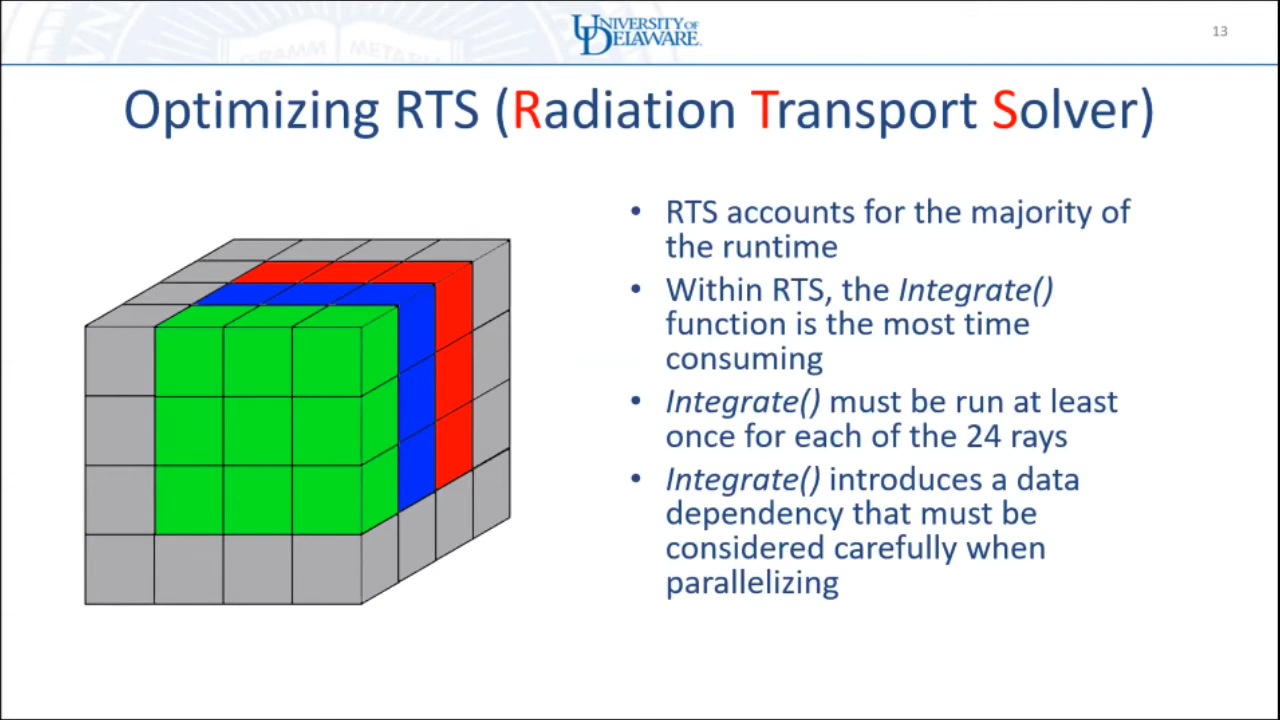 GRAMM METAPH
UNIVERSITY OF
DELAWARE.
13
Optimizing RTS (Radiation Transport Solver)
• RTS accounts for the majority of
the runtime
• Within RTS, the Integrate()
function is the most time
consuming
• Integrate() must be run at least
once for each of the 24 rays
• Integrate() introduces a data
dependency that must be
considered carefully when
parallelizing